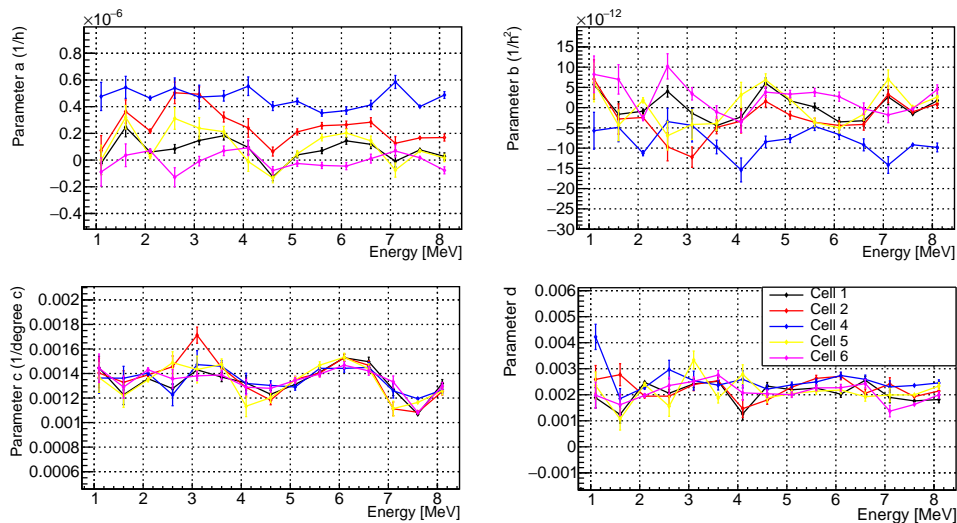 ×10⁻⁶
Parameter a (1/h)
0.8
0.6
0.4
0.2
0
−0.2
−0.4
1 2 3 4 5 6 7 8
Energy [MeV]
×10⁻¹²
Parameter b (1/h²)
15
10
5
0
−5
−10
−15
−20
−25
−30
1 2 3 4 5 6 7 8
Energy [MeV]
Parameter c (1/degree c)
0.002
0.0018
0.0016
0.0014
0.0012
0.001
0.0008
0.0006
1 2 3 4 5 6 7 8
Energy [MeV]
Parameter d
0.006
0.005
0.004
0.003
0.002
0.001
0
−0.001
1 2 3 4 5 6 7 8
Energy [MeV]
Cell 1
Cell 2
Cell 4
Cell 5
Cell 6